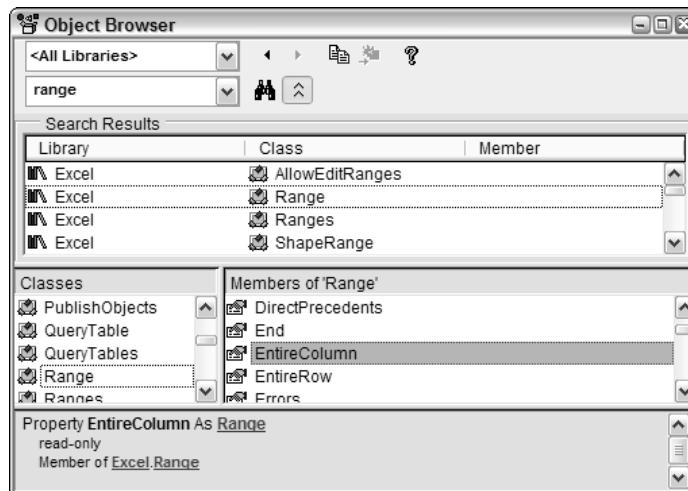 Object Browser
<All Libraries>
range
Search Results
Library Class Member
Excel AllowEditRanges
Excel Range
Excel Ranges
Excel ShapeRange
Classes Members of 'Range'
PublishObjects DirectPrecedents
QueryTable End
QueryTables EntireColumn
Range EntireRow
Ranges Errors
Property EntireColumn As Range
read-only
Member of Excel.Range